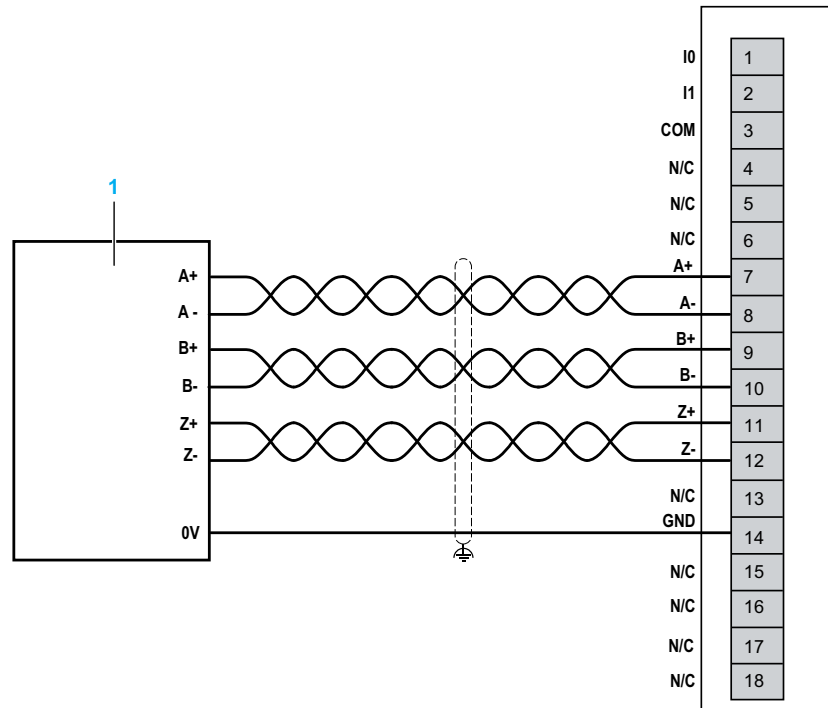 I0 1
I1 2
COM 3
N/C 4
N/C 5
1
N/C 6
A+ A+ 7
A - A- 8
B+ B+ 9
B- B- 10
Z+ Z+ 11
Z- Z- 12
N/C 13
0V GND 14
N/C 15
N/C 16
N/C 17
N/C 18